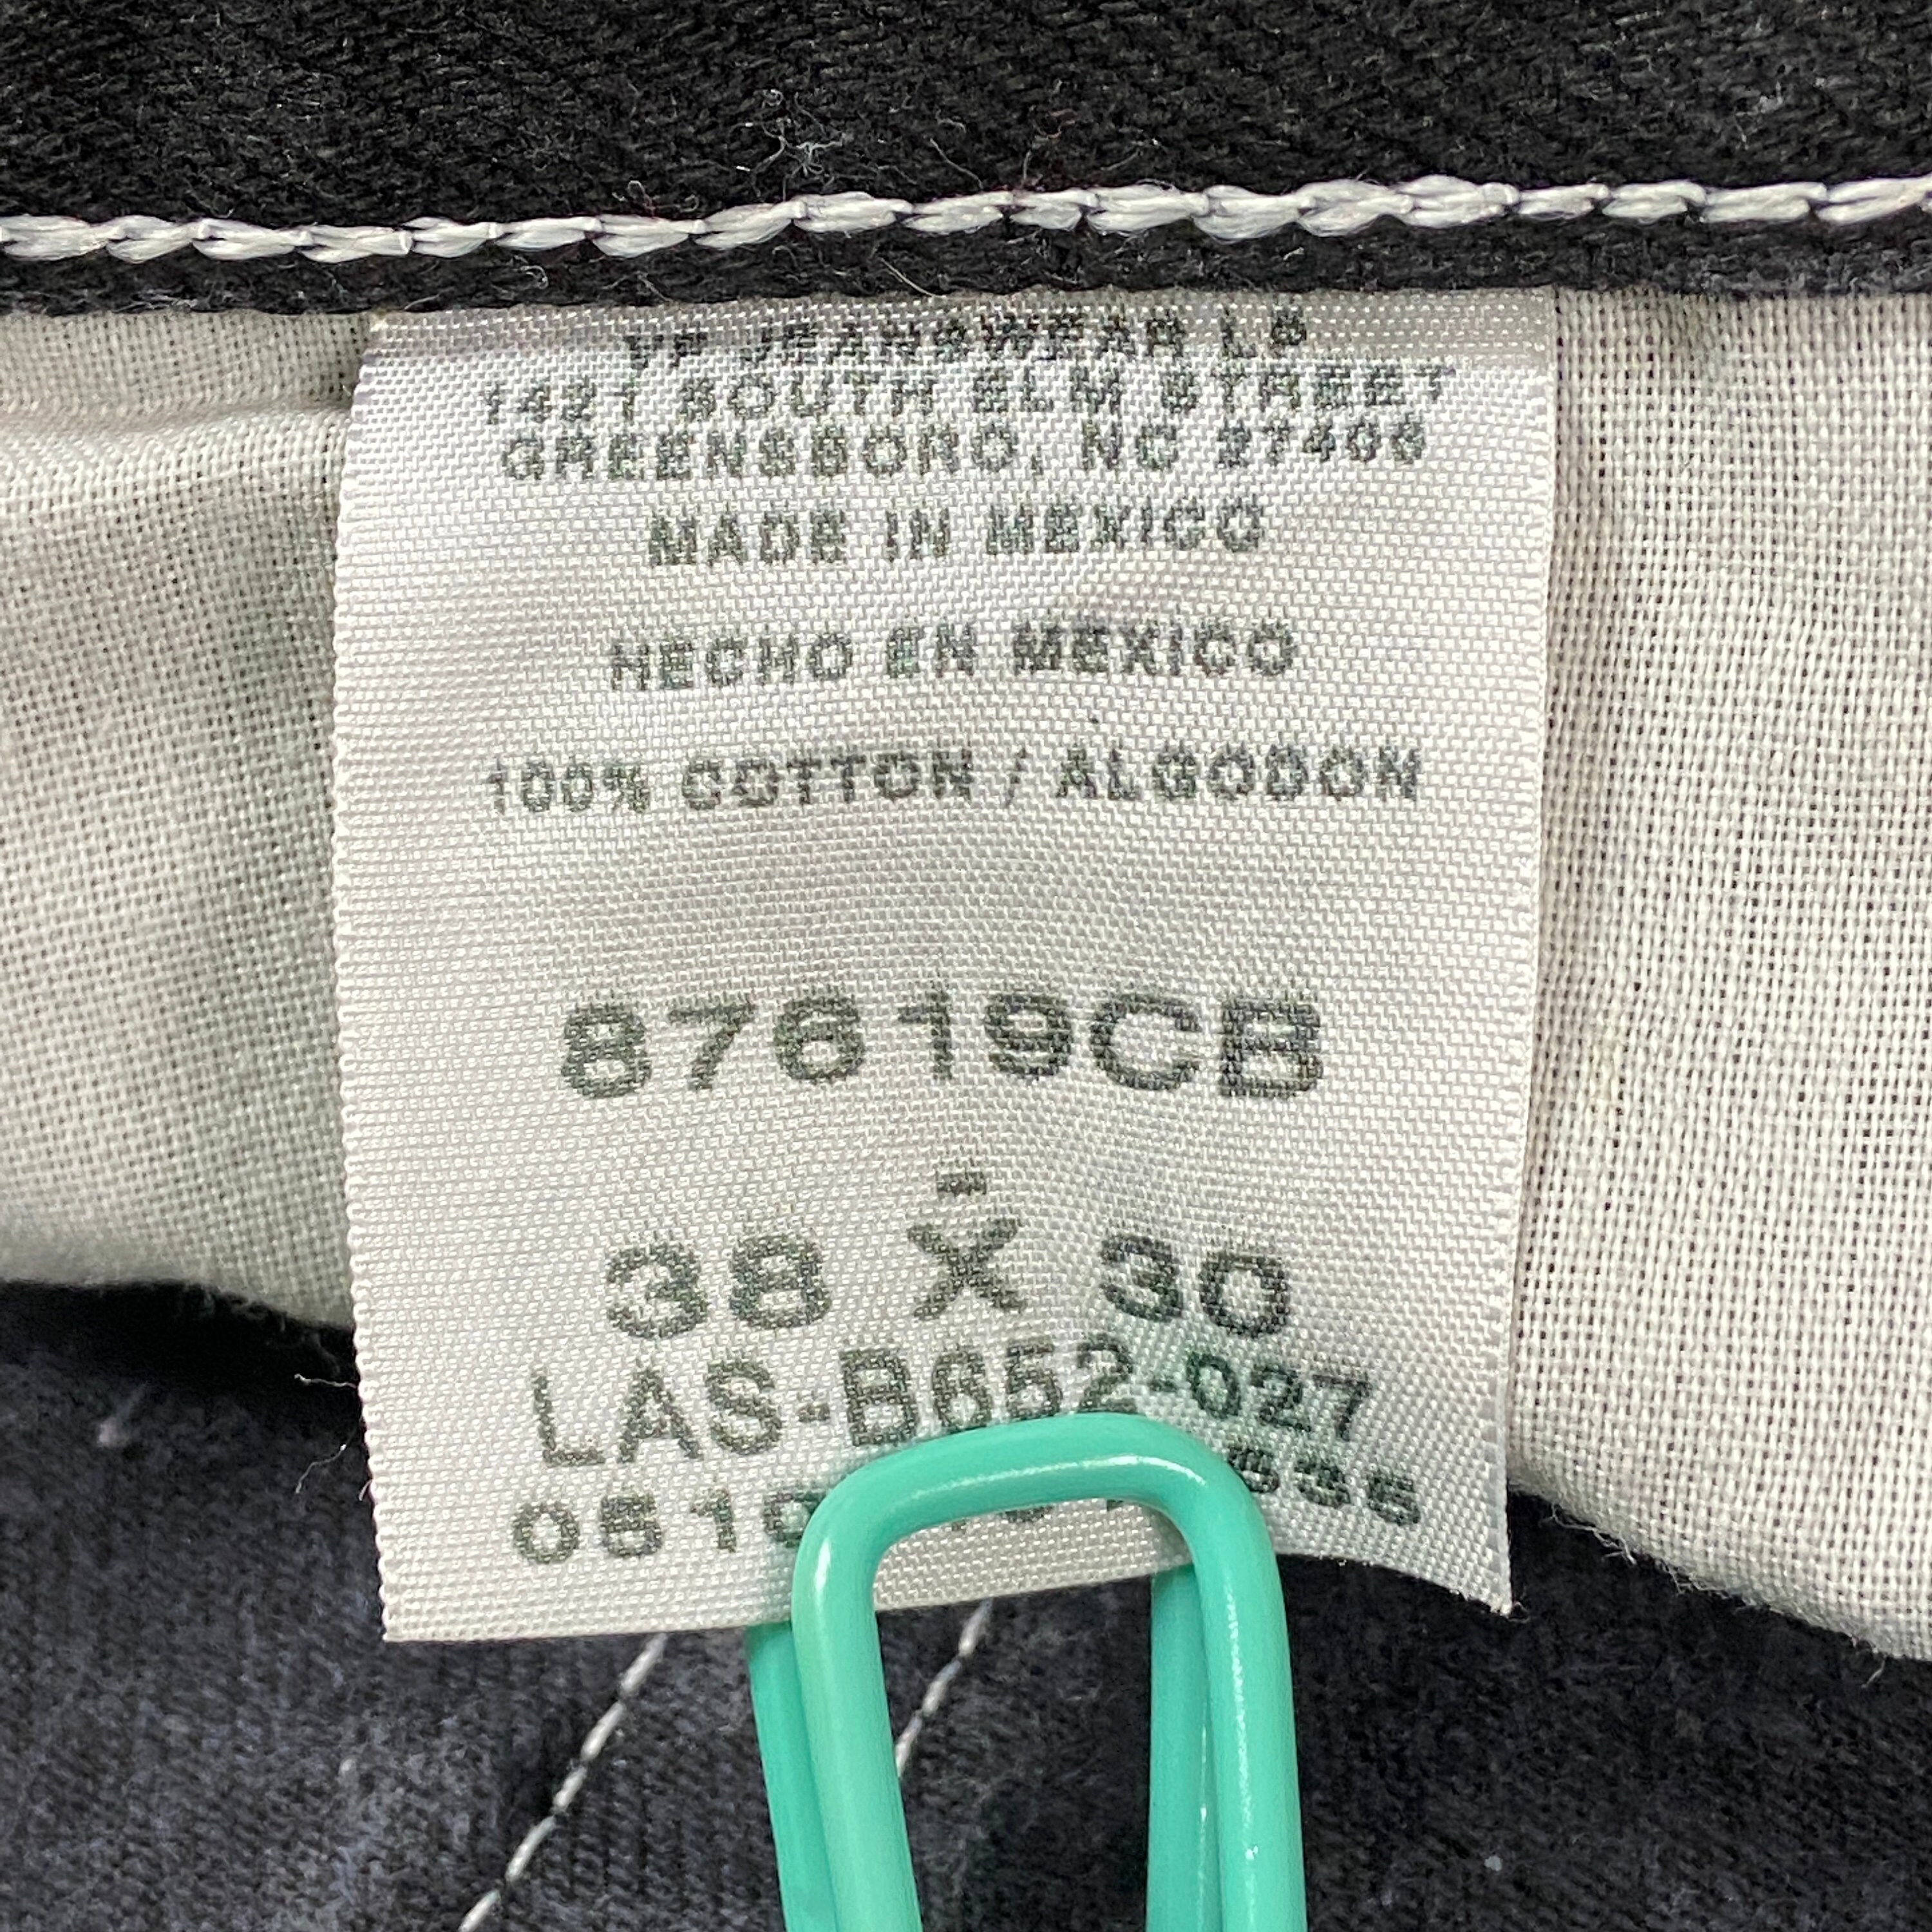 VF JEANSWEAR LP
1421 SOUTH ELM STREET
GREENSBORO, NC 27406
MADE IN MEXICO
HECHO EN MEXICO
100% COTTON / ALGODON
87619CB
-
38 X 30
LAS-B652-027